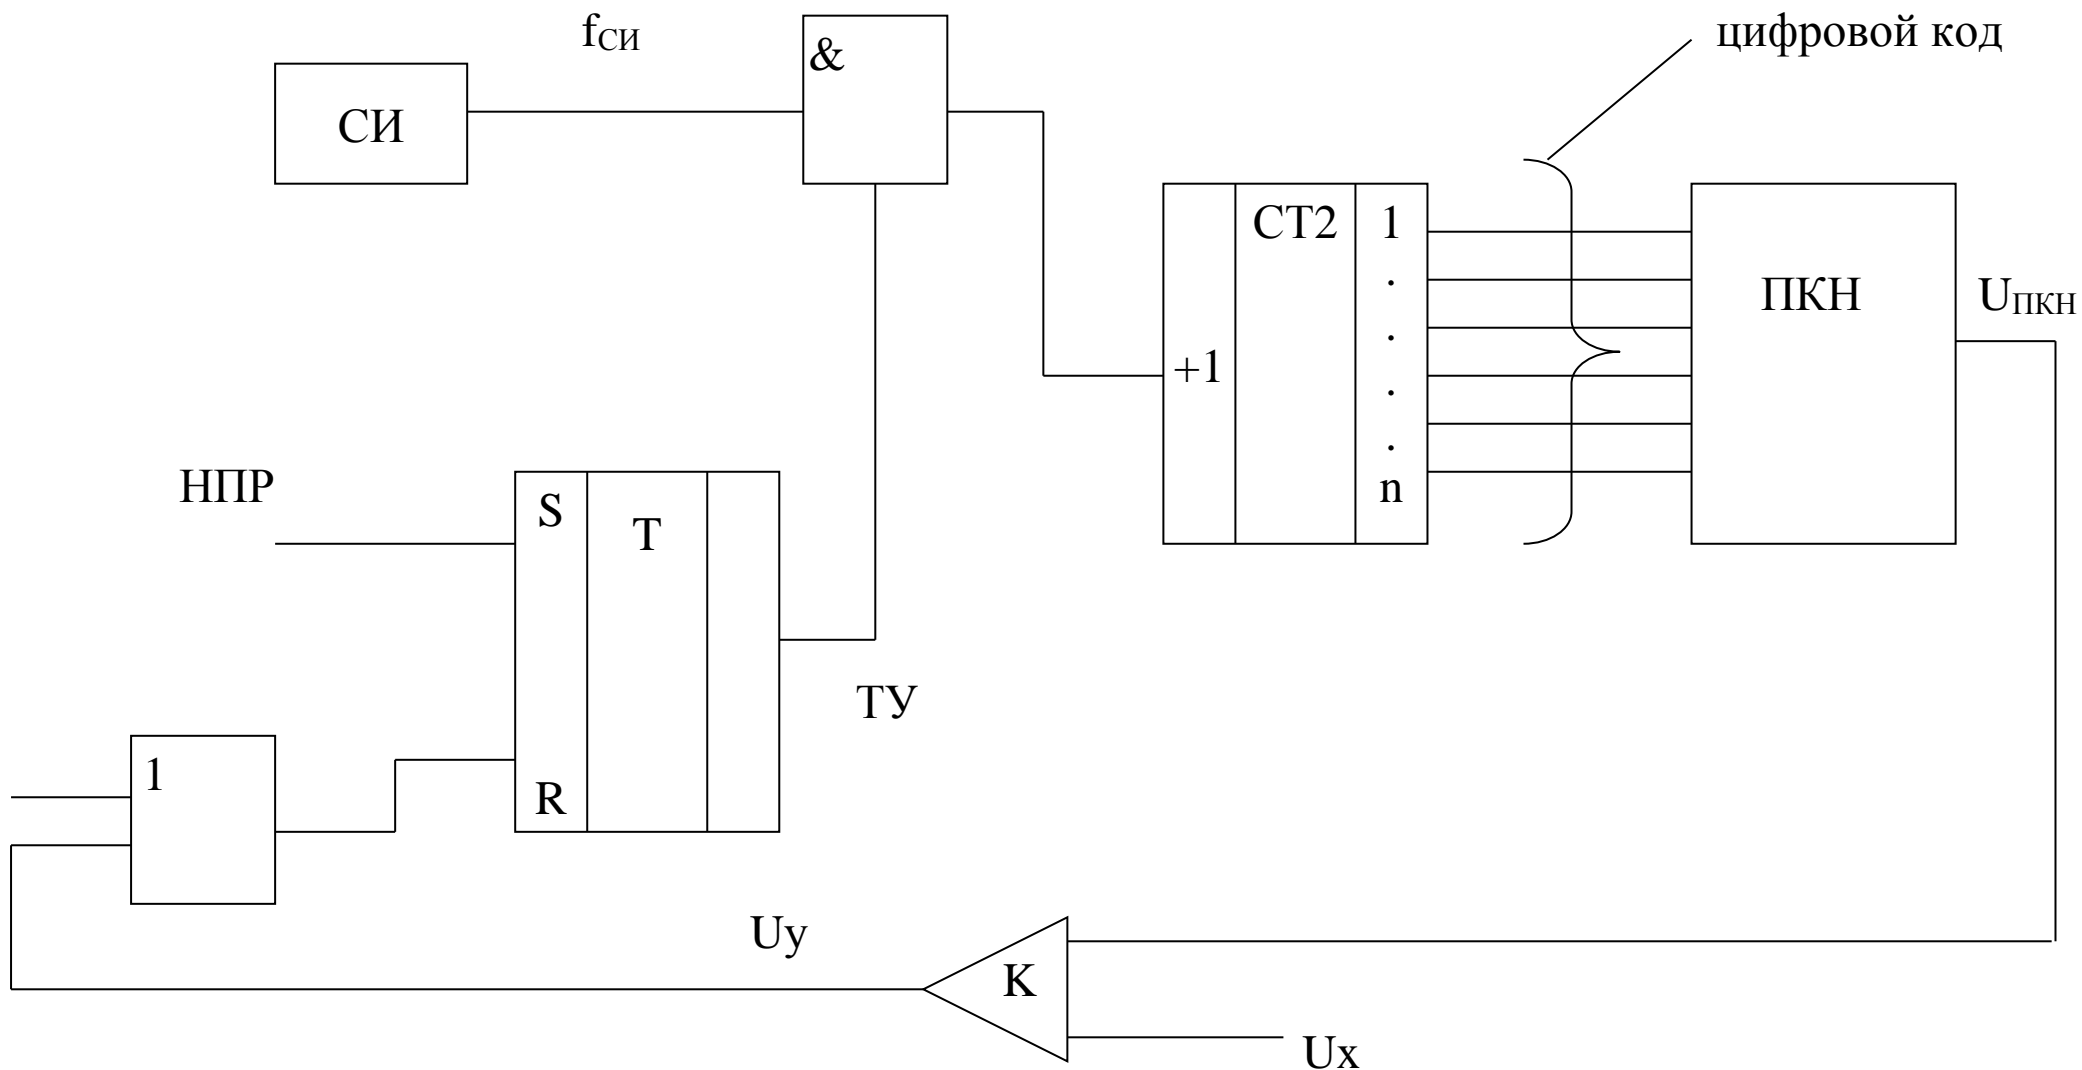 fСИ
&
цифровой код
СИ
СТ2
1
.
.
.
.
n
+1
ПКН
UПКН
НПР
S
T
R
ТУ
1
Uy
K
Ux